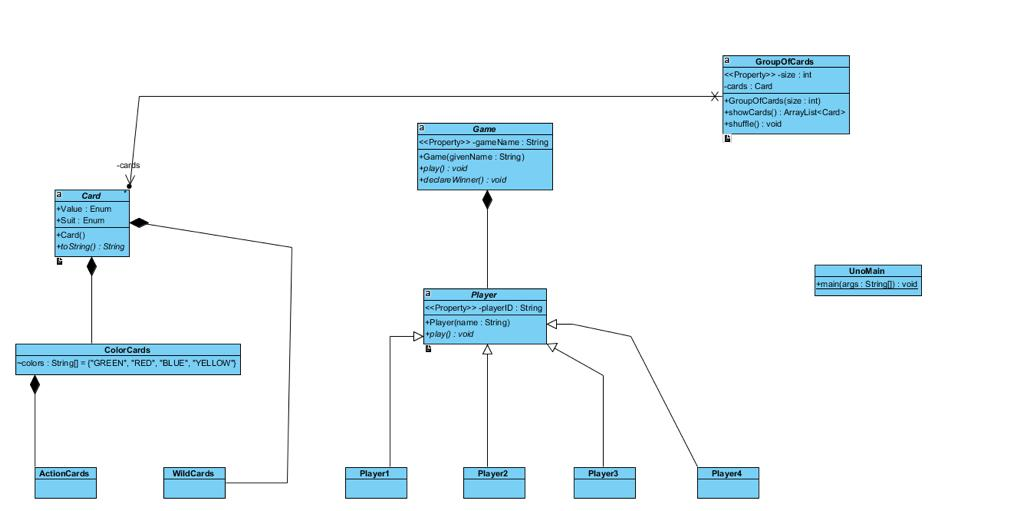 a
GroupOfCards
<<Property>> -size : int
-cards : Card
+GroupOfCards(size : int)
+showCards() : ArrayList<Card>
+shuffle() : void
a
Game
<<Property>> -gameName : String
+Game(givenName : String)
+play() : void
+declareWinner() : void
-cards
*
a
Card
+Value : Enum
+Suit : Enum
+Card()
+toString() : String
UnoMain
+main(args : String[]) : void
a
Player
<<Property>> -playerID : String
+Player(name : String)
+play() : void
ColorCards
~colors : String[] = {"GREEN", "RED", "BLUE", "YELLOW"}
ActionCards
WildCards
Player1
Player2
Player3
Player4